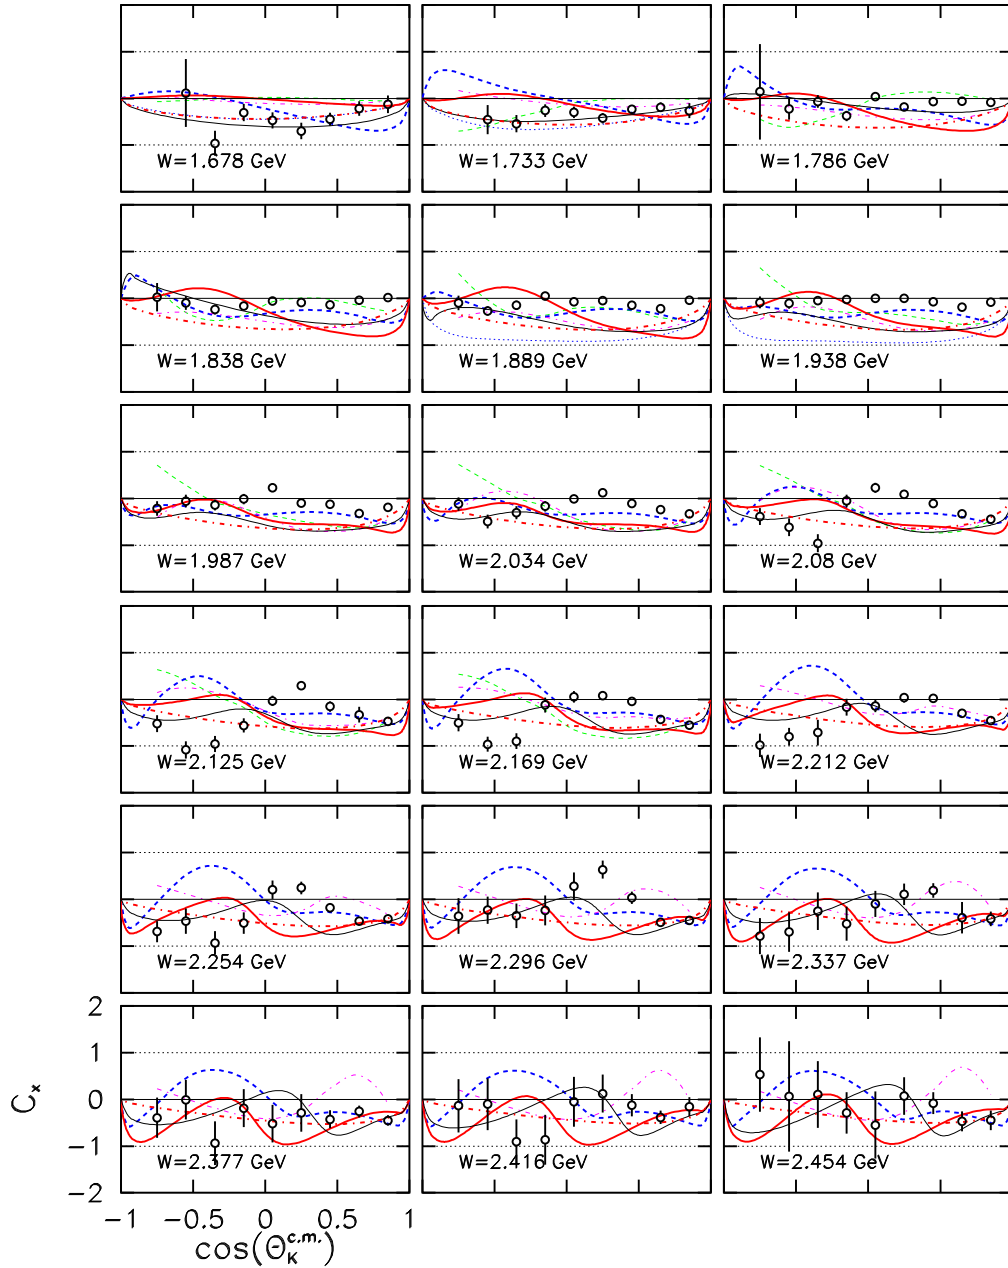 W=1.678 GeV W=1.733 GeV W=1.786 GeV
W=1.838 GeV W=1.889 GeV W=1.938 GeV
W=1.987 GeV W=2.034 GeV W=2.08 GeV
W=2.125 GeV W=2.169 GeV W=2.212 GeV
W=2.254 GeV W=2.296 GeV W=2.337 GeV
2
1
0
−1
−2
Cₓ
W=2.377 GeV W=2.416 GeV W=2.454 GeV
−1 −0.5 0 0.5 1
cos(Θ_K^c.m.)